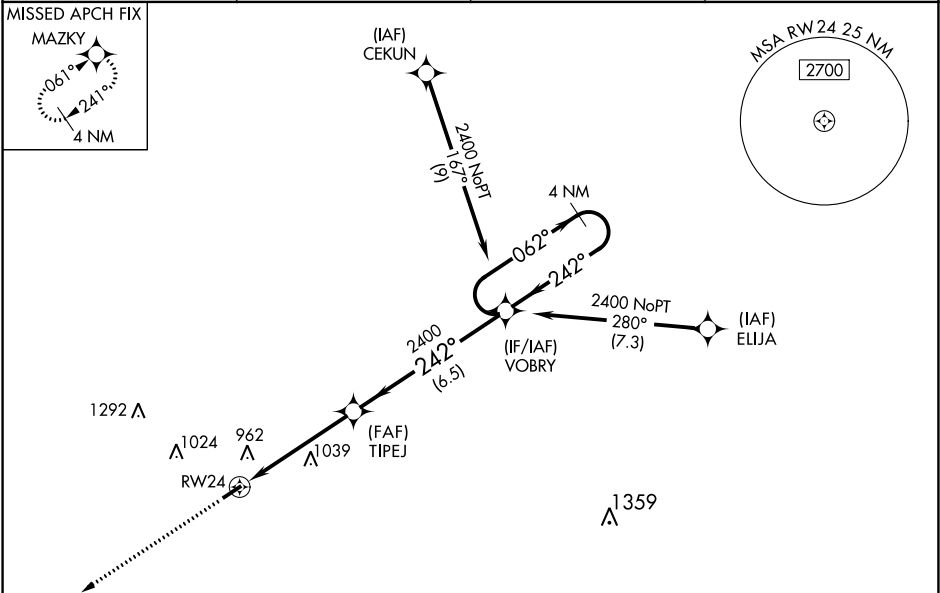 MISSED APCH FIX
MAZKY
061°
241°
4 NM
(IAF)
CEKUN
2400 NoPT
167°
(9)
MSA RW 24 25 NM
2700
4 NM
062°
242°
2400 NoPT
280°
(7.3)
(IAF)
ELIJA
(IF/IAF)
VOBRY
2400
242°
(6.5)
(FAF)
TIPEJ
1292
1024
962
1039
RW24
1359